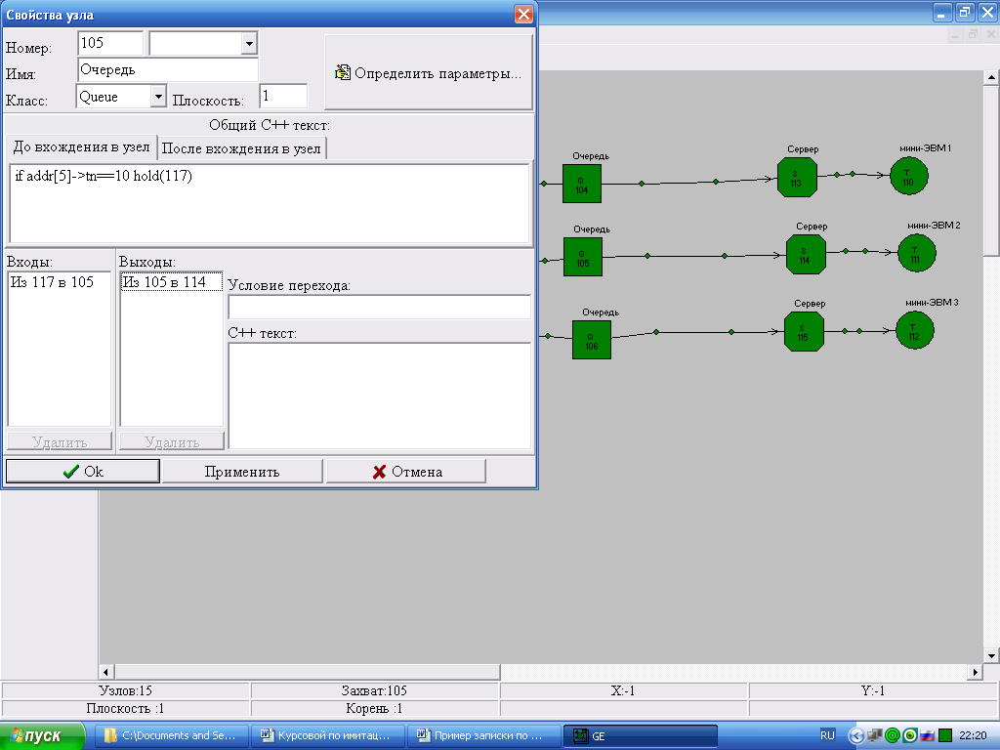 Свойства узла
Номер:
105
Имя:
Очередь
Класс:
Queue
Плоскость:
1
Определить параметры...
Общий C++ текст:
До вхождения в узел
После вхождения в узел
if addr[5]->tn==10 hold(117)
Входы:
Выходы:
Из 117 в 105
Из 105 в 114
Условие перехода:
C++ текст:
Удалить
Удалить
Ok
Применить
Отмена
Очередь
Q
104
Сервер
S
113
мини-ЭВМ1
T
110
Очередь
Q
105
Сервер
S
114
мини-ЭВМ 2
T
111
Очередь
Q
106
Сервер
S
115
мини-ЭВМ 3
T
112
Узлов:15
Захват:105
X:-1
Y:-1
Плоскость :1
Корень :1
пуск
C:\Documents and Se...
Курсовой по имитац...
Пример записки по ...
GE
RU
22:20